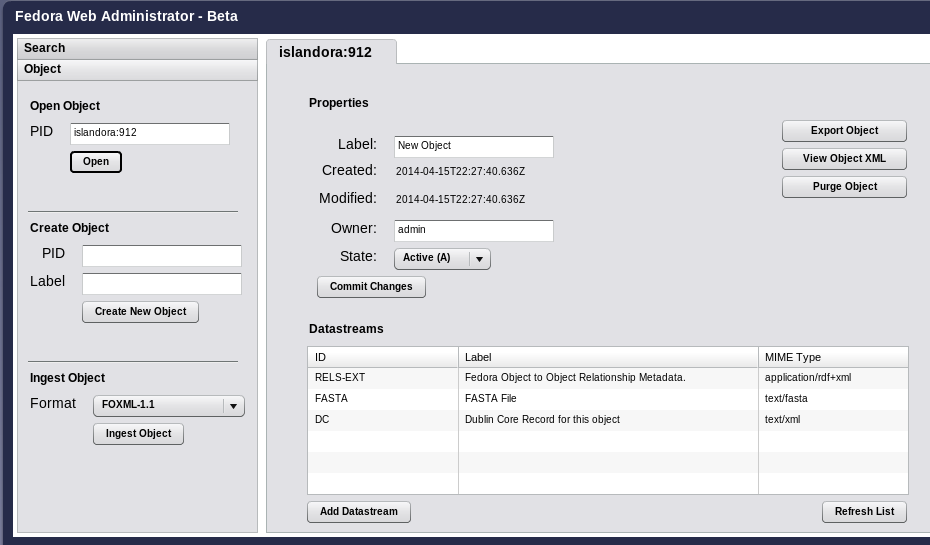 Fedora Web Administrator - Beta
Search
Object
Open Object
PID islandora:912
Open
Create Object
PID
Label
Create New Object
Ingest Object
Format FOXML-1.1
Ingest Object
islandora:912
Properties
Label: New Object
Created: 2014-04-15T22:27:40.636Z
Modified: 2014-04-15T22:27:40.636Z
Owner: admin
State: Active (A)
Commit Changes
Export Object
View Object XML
Purge Object
Datastreams
ID Label MIME Type
RELS-EXT Fedora Object to Object Relationship Metadata. application/rdf+xml
FASTA FASTA File text/fasta
DC Dublin Core Record for this object text/xml
Add Datastream Refresh List